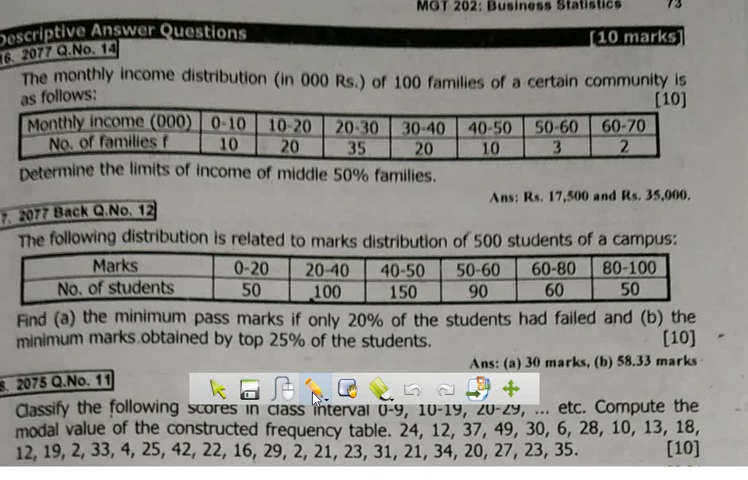 MGT 202: Business Statistics 73
Descriptive Answer Questions [10 marks]
16. 2077 Q.No. 14
The monthly income distribution (in 000 Rs.) of 100 families of a certain community is
as follows: [10]
Monthly income (000) 0-10 10-20 20-30 30-40 40-50 50-60 60-70
No. of families f 10 20 35 20 10 3 2
Determine the limits of income of middle 50% families.
Ans: Rs. 17,500 and Rs. 35,000.
7. 2077 Back Q.No. 12
The following distribution is related to marks distribution of 500 students of a campus:
Marks 0-20 20-40 40-50 50-60 60-80 80-100
No. of students 50 100 150 90 60 50
Find (a) the minimum pass marks if only 20% of the students had failed and (b) the
minimum marks obtained by top 25% of the students. [10]
Ans: (a) 30 marks, (b) 58.33 marks
8. 2075 Q.No. 11
Classify the following scores in class interval 0-9, 10-19, 20-29, ... etc. Compute the
modal value of the constructed frequency table. 24, 12, 37, 49, 30, 6, 28, 10, 13, 18,
12, 19, 2, 33, 4, 25, 42, 22, 16, 29, 2, 21, 23, 31, 21, 34, 20, 27, 23, 35. [10]